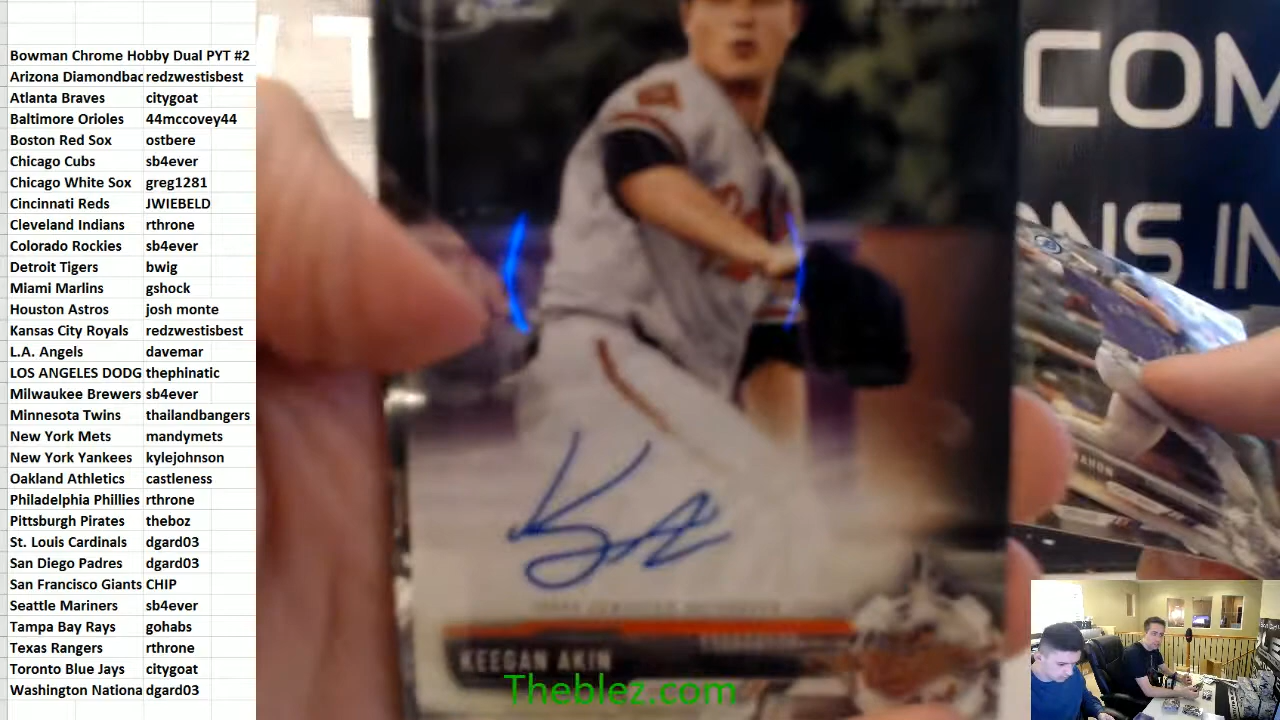 Bowman Chrome Hobby Dual PYT #2
Arizona Diamondbac redzwestisbest
Atlanta Braves citygoat
Baltimore Orioles 44mccovey44
Boston Red Sox ostbere
Chicago Cubs sb4ever
Chicago White Sox greg1281
Cincinnati Reds JWIEBELD
Cleveland Indians rthrone
Colorado Rockies sb4ever
Detroit Tigers bwig
Miami Marlins gshock
Houston Astros josh monte
Kansas City Royals redzwestisbest
L.A. Angels davemar
LOS ANGELES DODG thephinatic
Milwaukee Brewers sb4ever
Minnesota Twins thailandbangers
New York Mets mandymets
New York Yankees kylejohnson
Oakland Athletics castleness
Philadelphia Phillies rthrone
Pittsburgh Pirates theboz
St. Louis Cardinals dgard03
San Diego Padres dgard03
San Francisco Giants CHIP
Seattle Mariners sb4ever
Tampa Bay Rays gohabs
Texas Rangers rthrone
Toronto Blue Jays citygoat
Washington Nationa dgard03
KEEGAN AKIN
Theblez.com
COM
NS IN